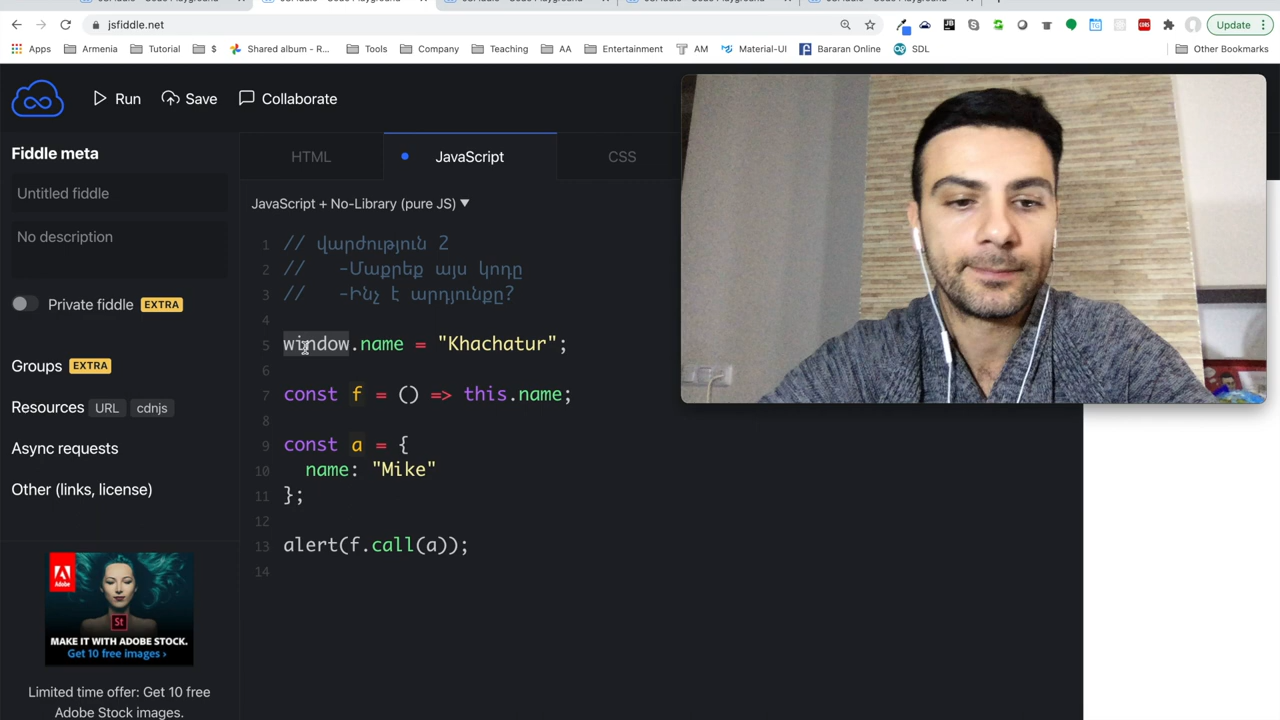 jsfiddle.net
Update
Apps
Armenia
Tutorial
$
Shared album - R...
Tools
Company
Teaching
AA
Entertainment
AM
Material-UI
Bararan Online
SDL
Other Bookmarks
Run
Save
Collaborate
Fiddle meta
HTML
JavaScript
CSS
Untitled fiddle
JavaScript + No-Library (pure JS) ▼
No description
Private fiddle EXTRA
Groups EXTRA
Resources URL cdnjs
Async requests
Other (links, license)
1 // վարժություն 2
2 // -Մաքրեք այս կոդը
3 // -Ինչ է արդյունքը?
4
5 window.name = "Khachatur";
6
7 const f = () => this.name;
8
9 const a = {
10 name: "Mike"
11 };
12
13 alert(f.call(a));
14
Adobe
St
MAKE IT WITH ADOBE STOCK.
Get 10 free images ›
Limited time offer: Get 10 free
Adobe Stock images.